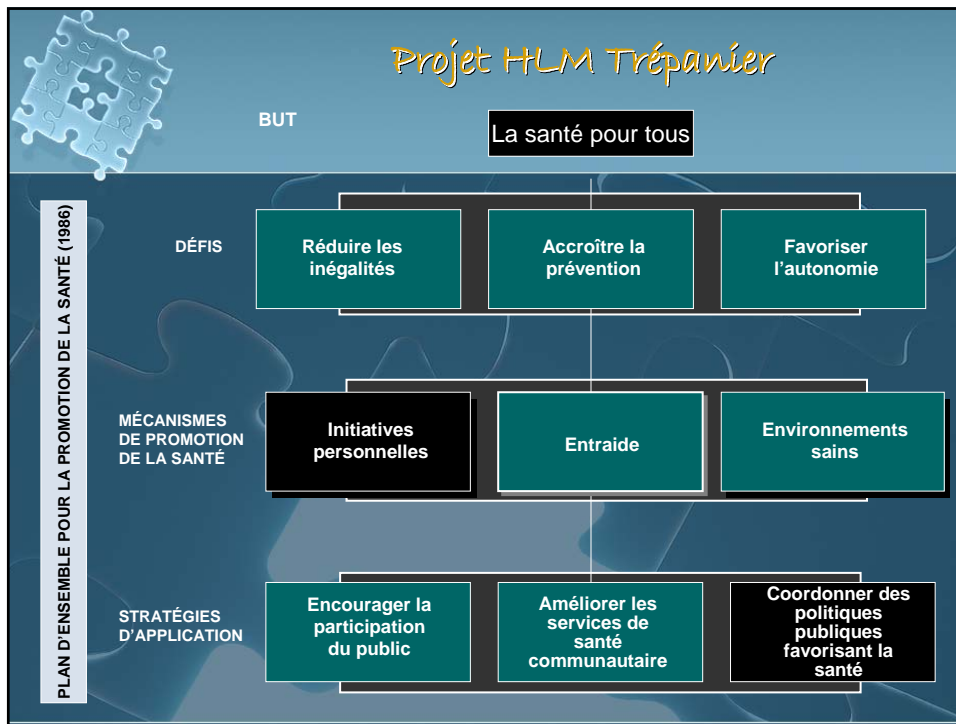 Projet HLM Trépanier
BUT
La santé pour tous
PLAN D'ENSEMBLE POUR LA PROMOTION DE LA SANTÉ (1986)
DÉFIS
Réduire les
inégalités
Accroître la
prévention
Favoriser
l'autonomie
MÉCANISMES
DE PROMOTION
DE LA SANTÉ
Initiatives
personnelles
Entraide
Environnements
sains
STRATÉGIES
D'APPLICATION
Encourager la
participation
du public
Améliorer les
services de
santé
communautaire
Coordonner des
politiques
publiques
favorisant la
santé